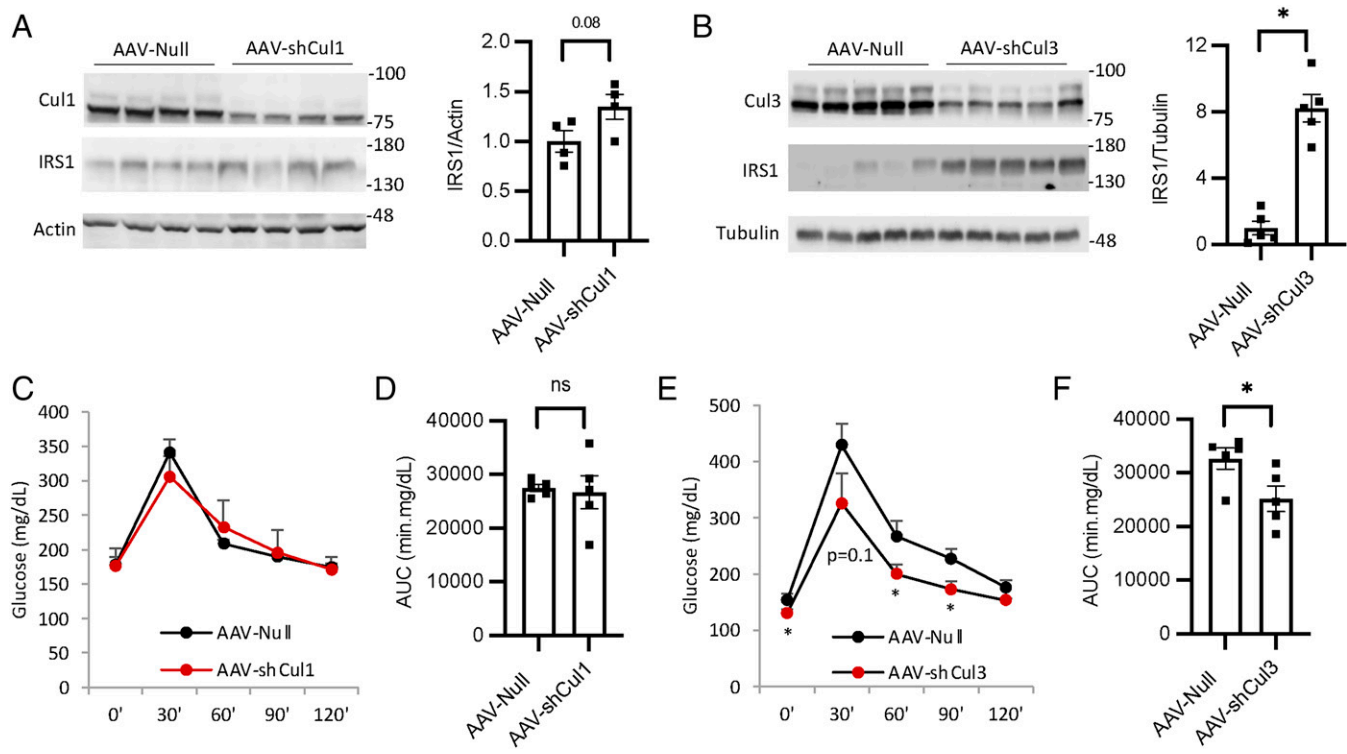 A
AAV-Null AAV-shCul1
-100
Cul1
-75
-180
IRS1
-130
-48
Actin
0.08
2.0
1.5
1.0
0.5
0.0
IRS1/Actin
AAV-Null
AAV-shCul1
B
AAV-Null AAV-shCul3
-100
Cul3
-75
-180
IRS1
-130
Tubulin
-48
*
12
8
4
0
IRS1/Tubulin
AAV-Null
AAV-shCul3
C
400
350
300
250
200
150
100
50
0
Glucose (mg/dL)
AAV-Null
AAV-shCul1
0' 30' 60' 90' 120'
D
ns
40000
30000
20000
10000
0
AUC (min.mg/dL)
AAV-Null
AAV-shCul1
E
500
400
300
200
100
0
Glucose (mg/dL)
p=0.1
*
*
*
AAV-Null
AAV-shCul3
0' 30' 60' 90' 120'
F
*
40000
30000
20000
10000
0
AUC (min.mg/dL)
AAV-Null
AAV-shCul3